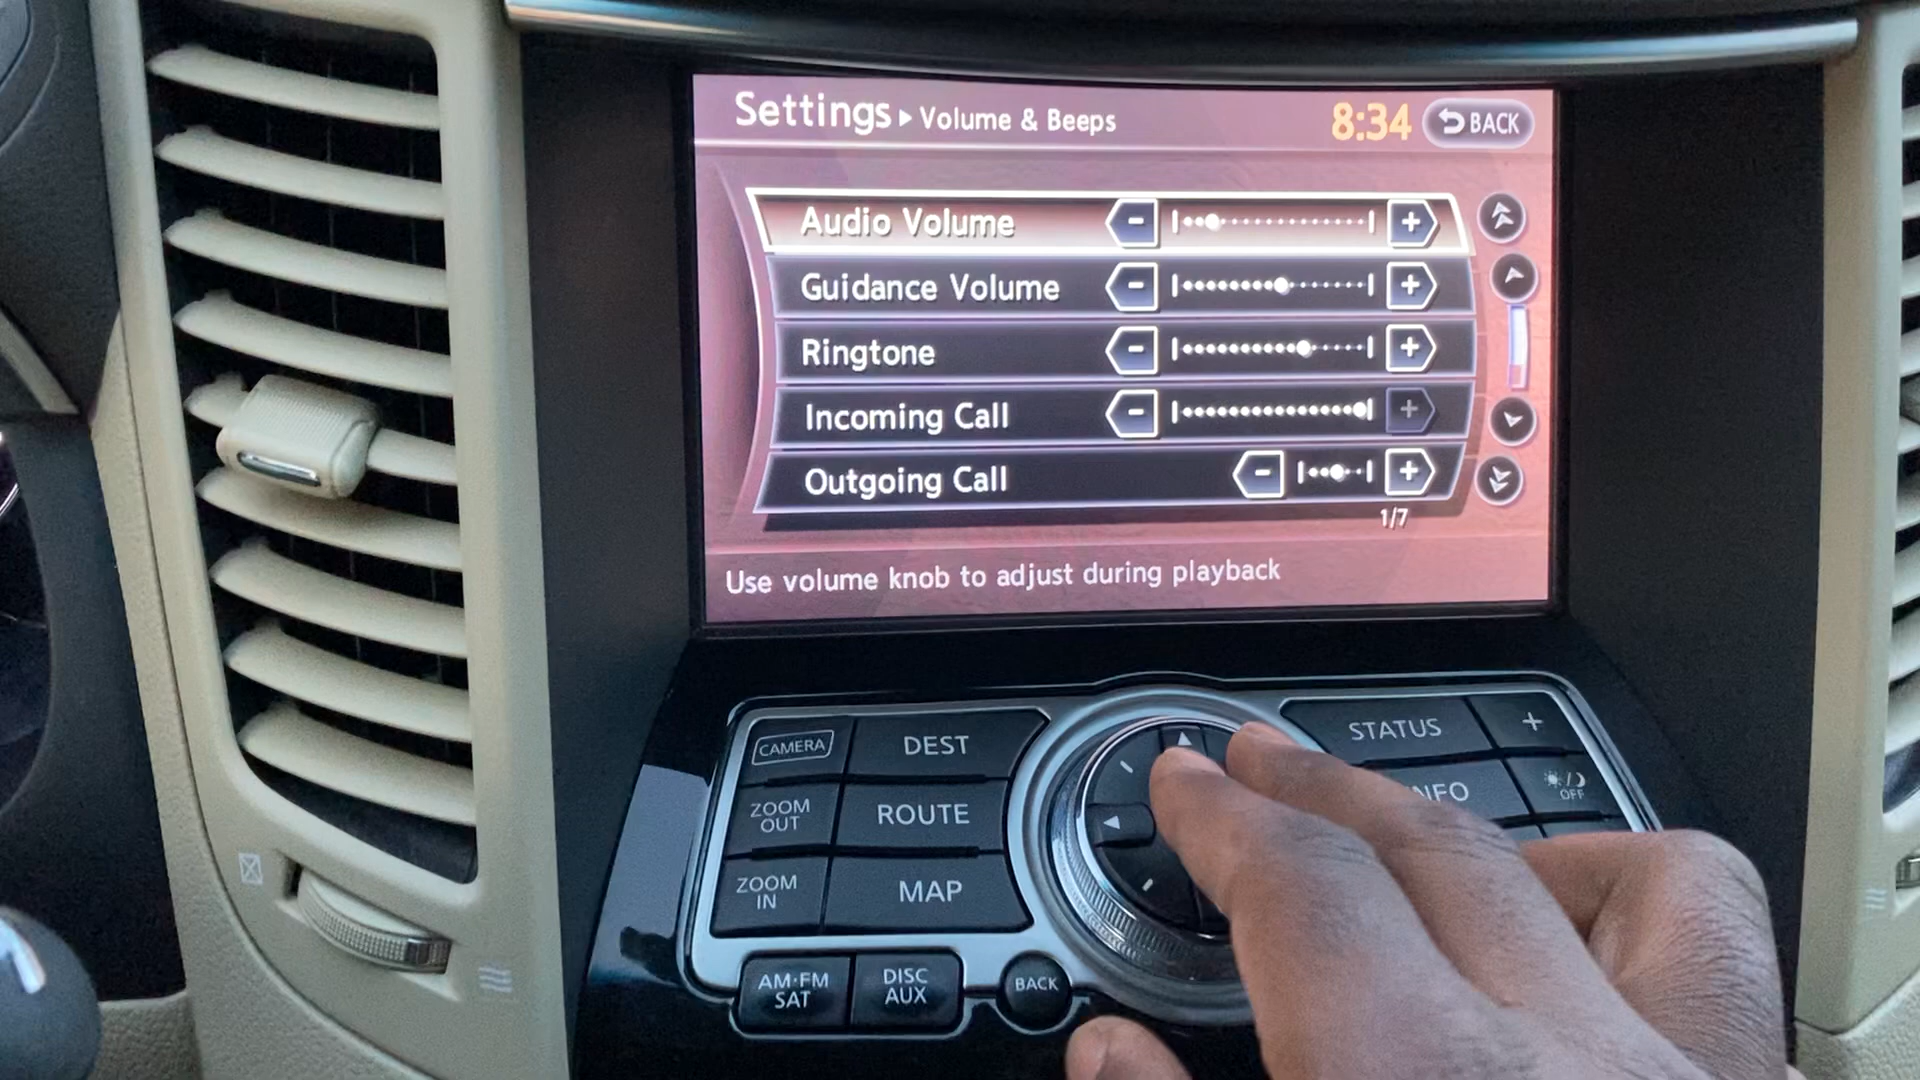 Settings ▸ Volume & Beeps 8:34 BACK
Audio Volume - +
Guidance Volume - +
Ringtone - +
Incoming Call - +
Outgoing Call - +
1/7
Use volume knob to adjust during playback
CAMERA DEST STATUS +
ZOOM OUT ROUTE OFF
ZOOM IN MAP
AM·FM SAT DISC AUX BACK